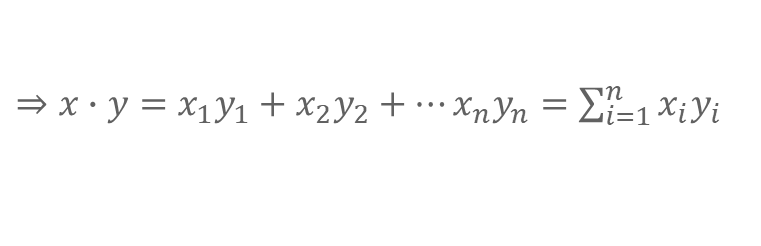 ⇒ x · y = x₁y₁ + x₂y₂ + ⋯ xₙyₙ = ∑ⁿᵢ₌₁ xᵢyᵢ